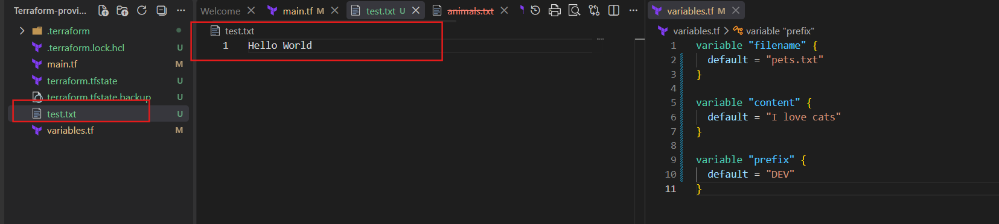 Terraform-provi...
.terraform
.terraform.lock.hcl U
main.tf M
terraform.tfstate U
terraform.tfstate.backup U
test.txt U
variables.tf M
Welcome main.tf M test.txt U animals.txt
test.txt
1 Hello World
variables.tf M
variables.tf > variable "prefix"
1 variable "filename" {
2 default = "pets.txt"
3 }
4
5 variable "content" {
6 default = "I love cats"
7 }
8
9 variable "prefix" {
10 default = "DEV"
11 }